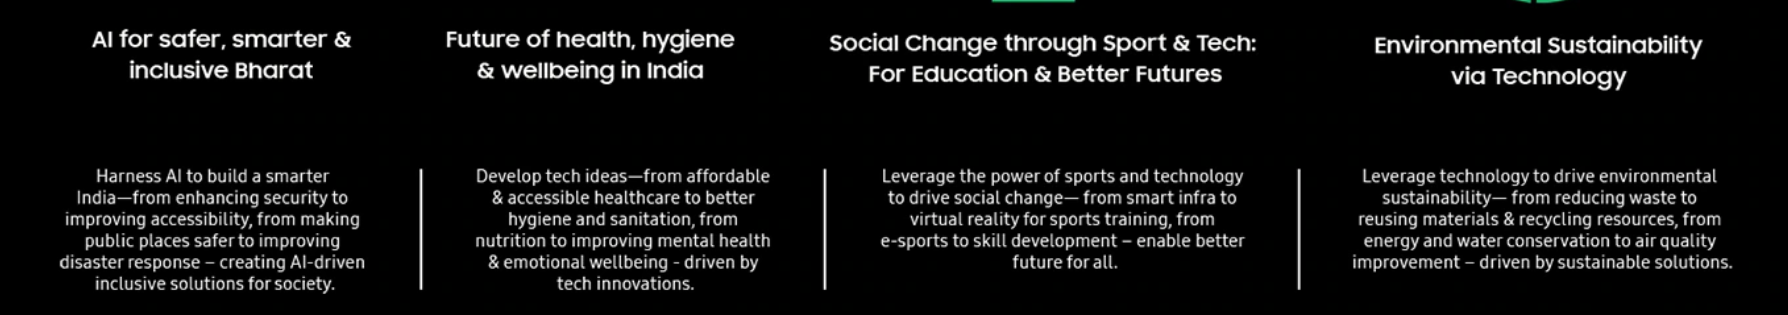 AI for safer, smarter &
inclusive Bharat
Harness AI to build a smarter
India—from enhancing security to
improving accessibility, from making
public places safer to improving
disaster response – creating AI-driven
inclusive solutions for society.
Future of health, hygiene
& wellbeing in India
Develop tech ideas—from affordable
& accessible healthcare to better
hygiene and sanitation, from
nutrition to improving mental health
& emotional wellbeing - driven by
tech innovations.
Social Change through Sport & Tech:
For Education & Better Futures
Leverage the power of sports and technology
to drive social change— from smart infra to
virtual reality for sports training, from
e-sports to skill development – enable better
future for all.
Environmental Sustainability
via Technology
Leverage technology to drive environmental
sustainability— from reducing waste to
reusing materials & recycling resources, from
energy and water conservation to air quality
improvement – driven by sustainable solutions.